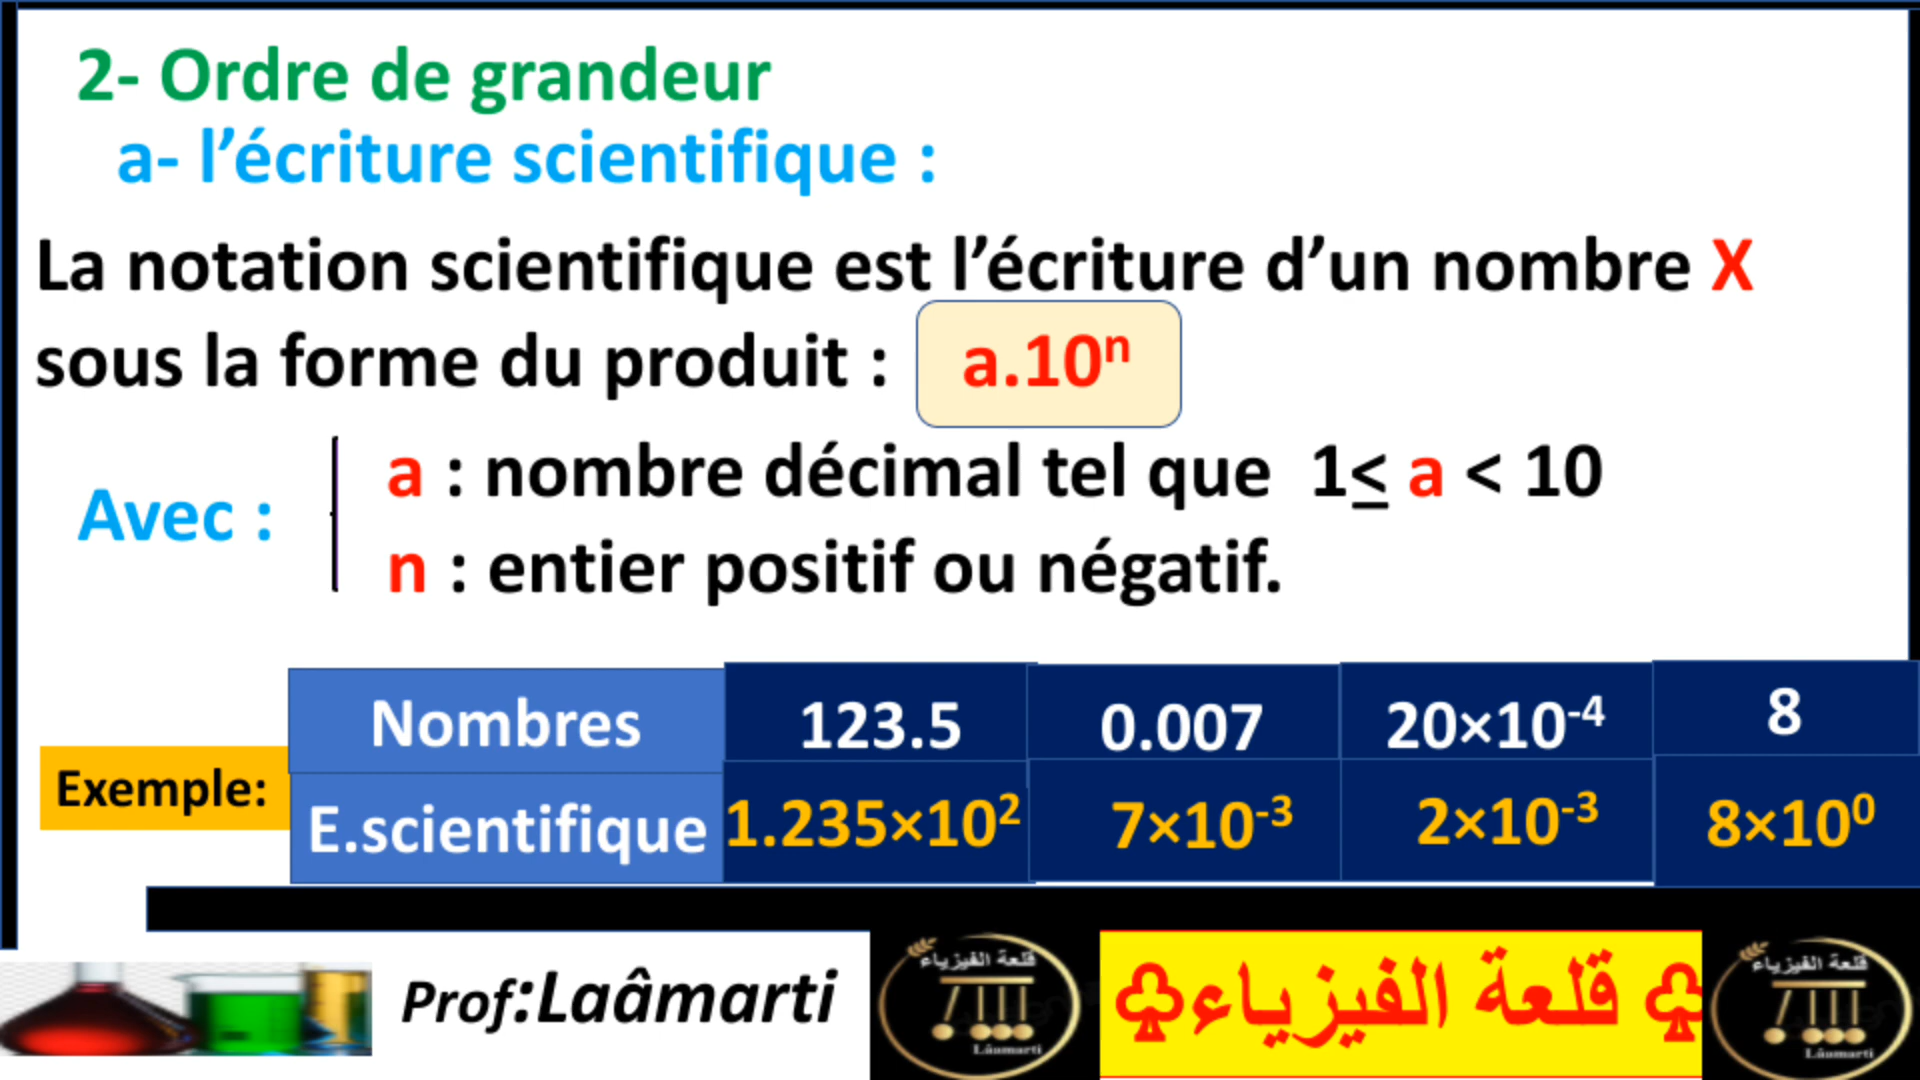 2- Ordre de grandeur
a- l’écriture scientifique :
La notation scientifique est l’écriture d’un nombre X
sous la forme du produit : a.10ⁿ
Avec :
a : nombre décimal tel que 1≤ a < 10
n : entier positif ou négatif.
Exemple:
Nombres 123.5 0.007 20×10⁻⁴ 8
E.scientifique 1.235×10² 7×10⁻³ 2×10⁻³ 8×10⁰
Prof:Laâmarti
قلعة الفيزياء
Lâamarti
♧ قلعة الفيزياء♧
قلعة الفيزياء
Lâamarti